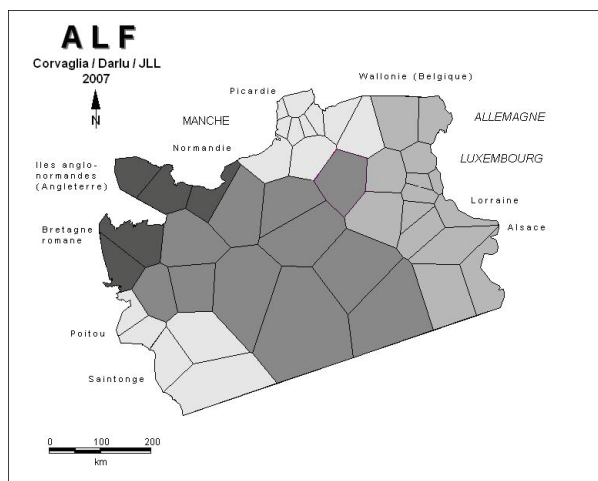 ALF
Corvaglia / Darlu / JLL
2007
N
MANCHE
Picardie
Wallonie (Belgique)
ALLEMAGNE
LUXEMBOURG
Normandie
Iles anglo-
normandes
(Angleterre)
Lorraine
Alsace
Bretagne
romane
Poitou
Saintonge
0 100 200
km